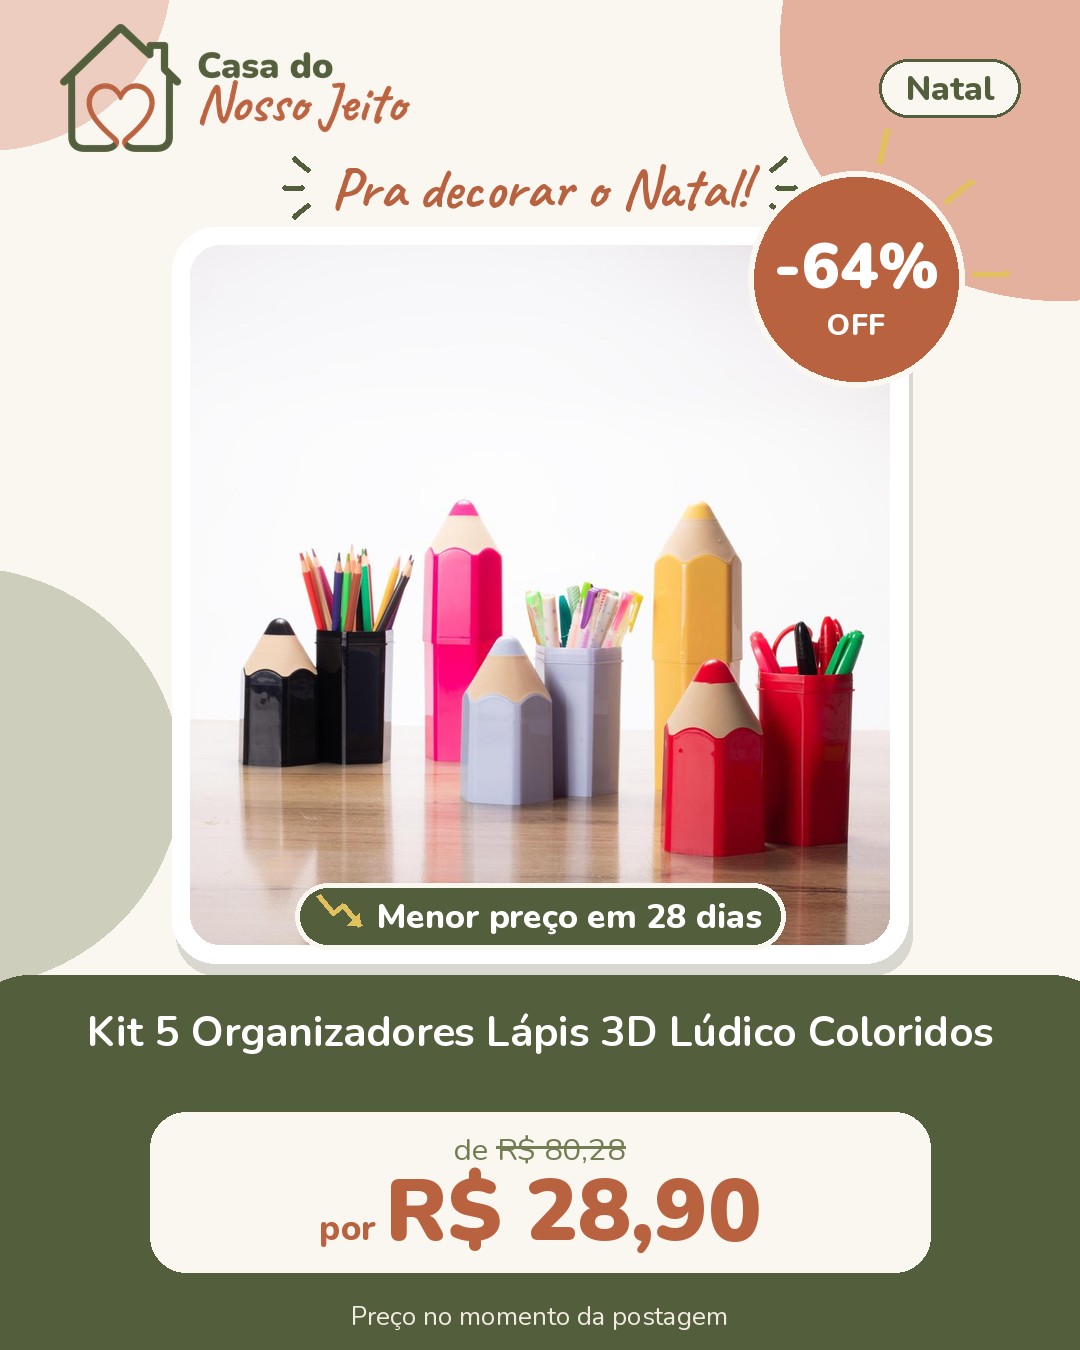 Casa do
Nosso Jeito
Natal
Pra decorar o Natal!
-64%
OFF
Menor preço em 28 dias
Kit 5 Organizadores Lápis 3D Lúdico Coloridos
de R$ 80,28
por R$ 28,90
Preço no momento da postagem